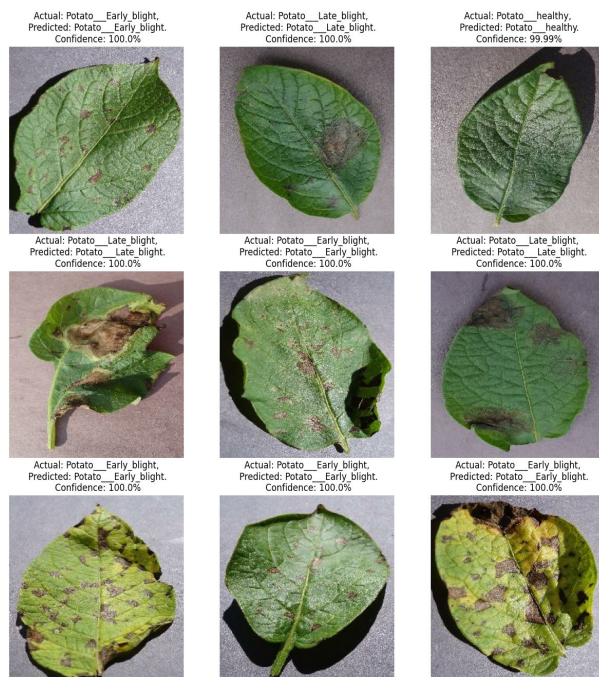 Actual: Potato___Early_blight,
Predicted: Potato___Early_blight.
Confidence: 100.0%
Actual: Potato___Late_blight,
Predicted: Potato___Late_blight.
Confidence: 100.0%
Actual: Potato___healthy,
Predicted: Potato___healthy.
Confidence: 99.99%
Actual: Potato___Late_blight,
Predicted: Potato___Late_blight.
Confidence: 100.0%
Actual: Potato___Early_blight,
Predicted: Potato___Early_blight.
Confidence: 100.0%
Actual: Potato___Late_blight,
Predicted: Potato___Late_blight.
Confidence: 100.0%
Actual: Potato___Early_blight,
Predicted: Potato___Early_blight.
Confidence: 100.0%
Actual: Potato___Early_blight,
Predicted: Potato___Early_blight.
Confidence: 100.0%
Actual: Potato___Early_blight,
Predicted: Potato___Early_blight.
Confidence: 100.0%